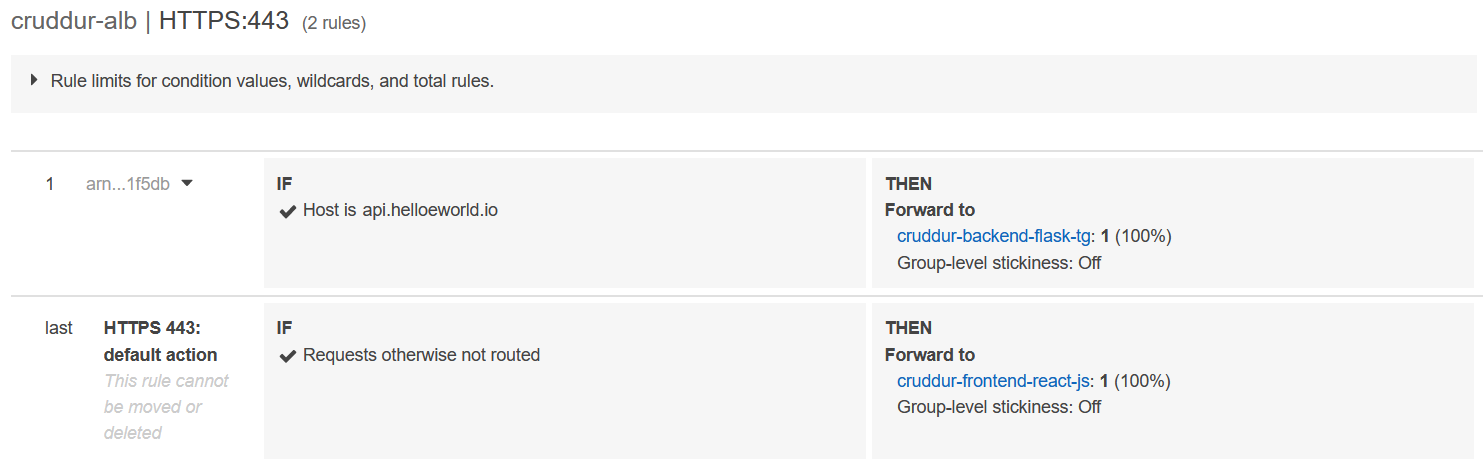 cruddur-alb | HTTPS:443 (2 rules)
Rule limits for condition values, wildcards, and total rules.
1 arn...1f5db
IF
Host is api.helloeworld.io
THEN
Forward to
cruddur-backend-flask-tg: 1 (100%)
Group-level stickiness: Off
last
HTTPS 443:
default action
This rule cannot
be moved or
deleted
IF
Requests otherwise not routed
THEN
Forward to
cruddur-frontend-react-js: 1 (100%)
Group-level stickiness: Off